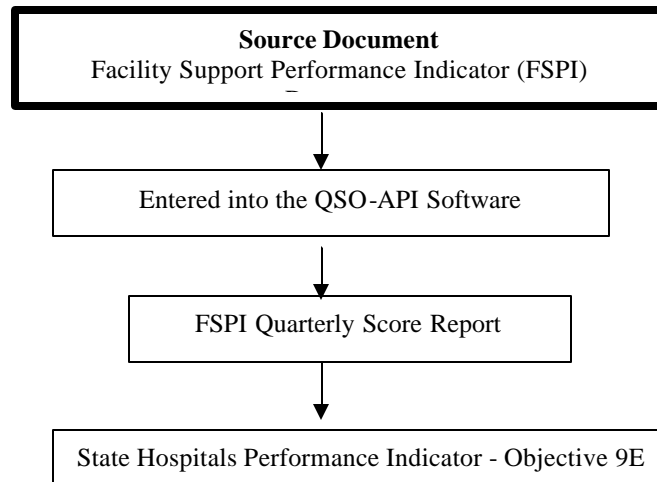 Source Document
Facility Support Performance Indicator (FSPI)
Entered into the QSO-API Software
FSPI Quarterly Score Report
State Hospitals Performance Indicator - Objective 9E